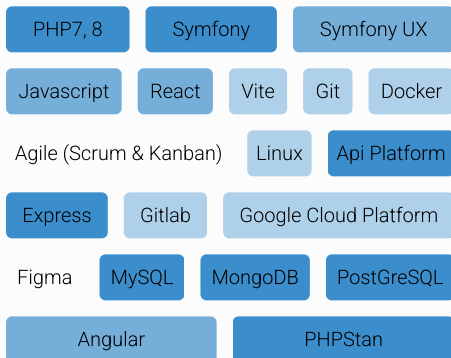 PHP7, 8 Symfony Symfony UX
Javascript React Vite Git Docker
Agile (Scrum & Kanban) Linux Api Platform
Express Gitlab Google Cloud Platform
Figma MySQL MongoDB PostGreSQL
Angular PHPStan